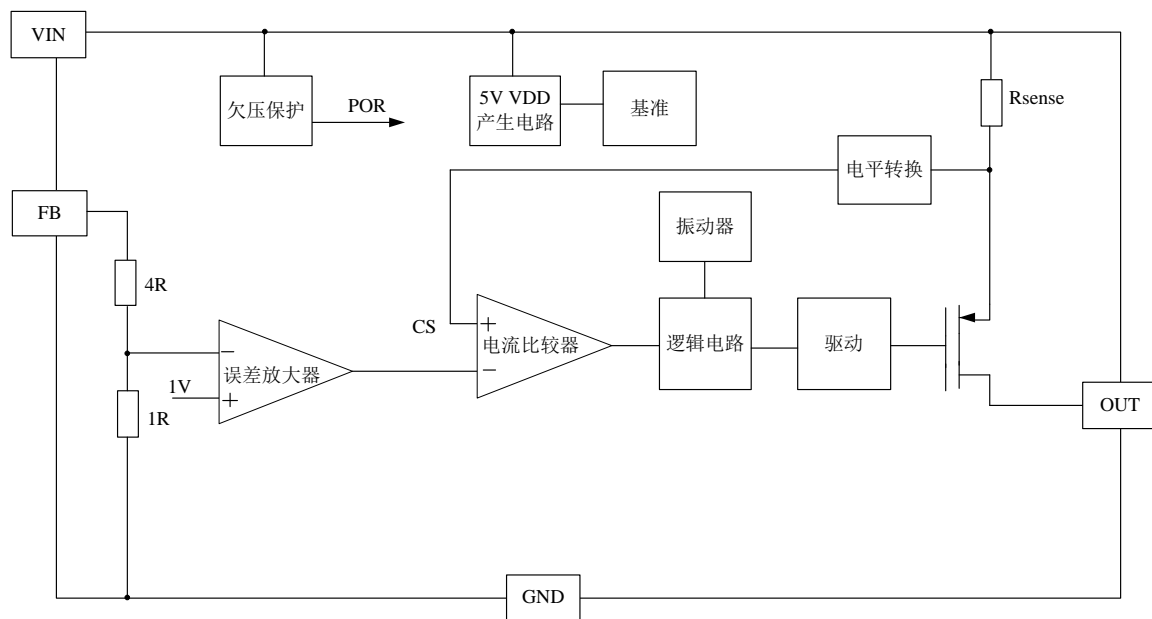 VIN
欠压保护
POR
5V VDD
产生电路
基准
Rsense
电平转换
FB
振动器
4R
CS
+
电流比较器
−
逻辑电路
驱动
−
误差放大器
1V
+
1R
OUT
GND